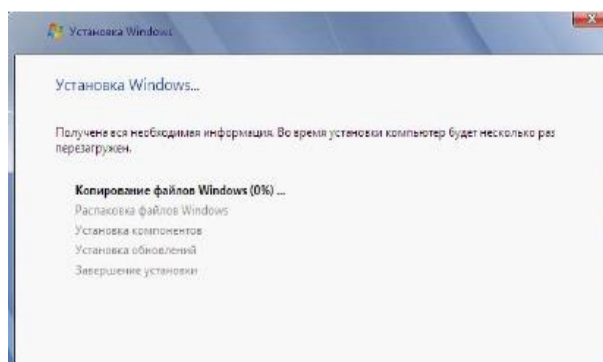 Установка Windows
Установка Windows...
Получена вся необходимая информация. Во время установки компьютер будет несколько раз
перезагружен.
Копирование файлов Windows (0%) ...
Распаковка файлов Windows
Установка компонентов
Установка обновлений
Завершение установки